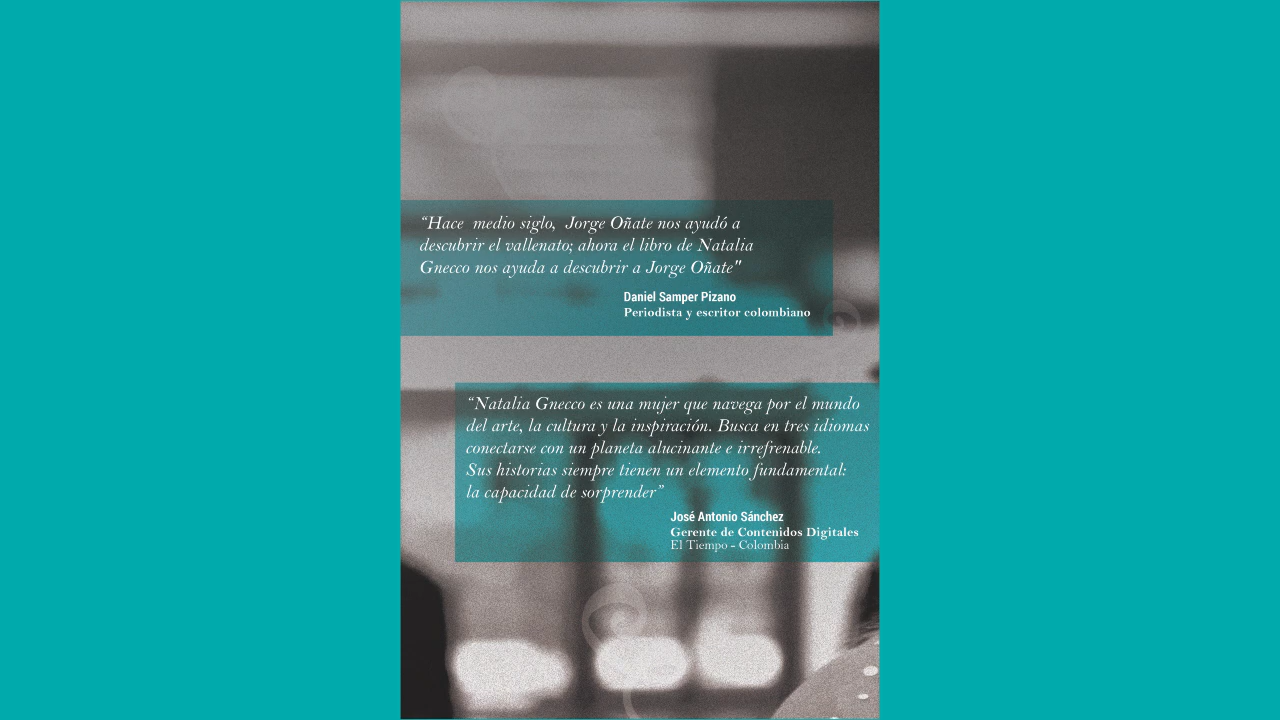 “Hace medio siglo, Jorge Oñate nos ayudó a
descubrir el vallenato; ahora el libro de Natalia
Gnecco nos ayuda a descubrir a Jorge Oñate"
Daniel Samper Pizano
Periodista y escritor colombiano
“Natalia Gnecco es una mujer que navega por el mundo
del arte, la cultura y la inspiración. Busca en tres idiomas
conectarse con un planeta alucinante e irrefrenable.
Sus historias siempre tienen un elemento fundamental:
la capacidad de sorprender”
José Antonio Sánchez
Gerente de Contenidos Digitales
El Tiempo - Colombia